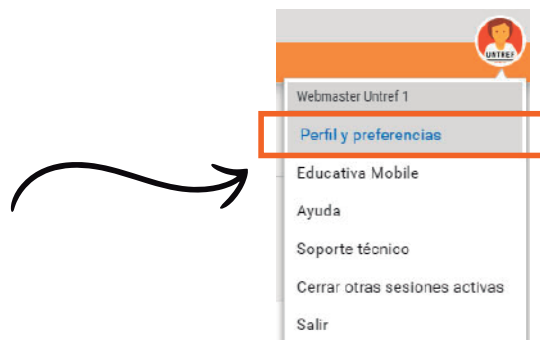 UNTREF
Webmaster Untref 1
Perfil y preferencias
Educativa Mobile
Ayuda
Soporte técnico
Cerrar otras sesiones activas
Salir